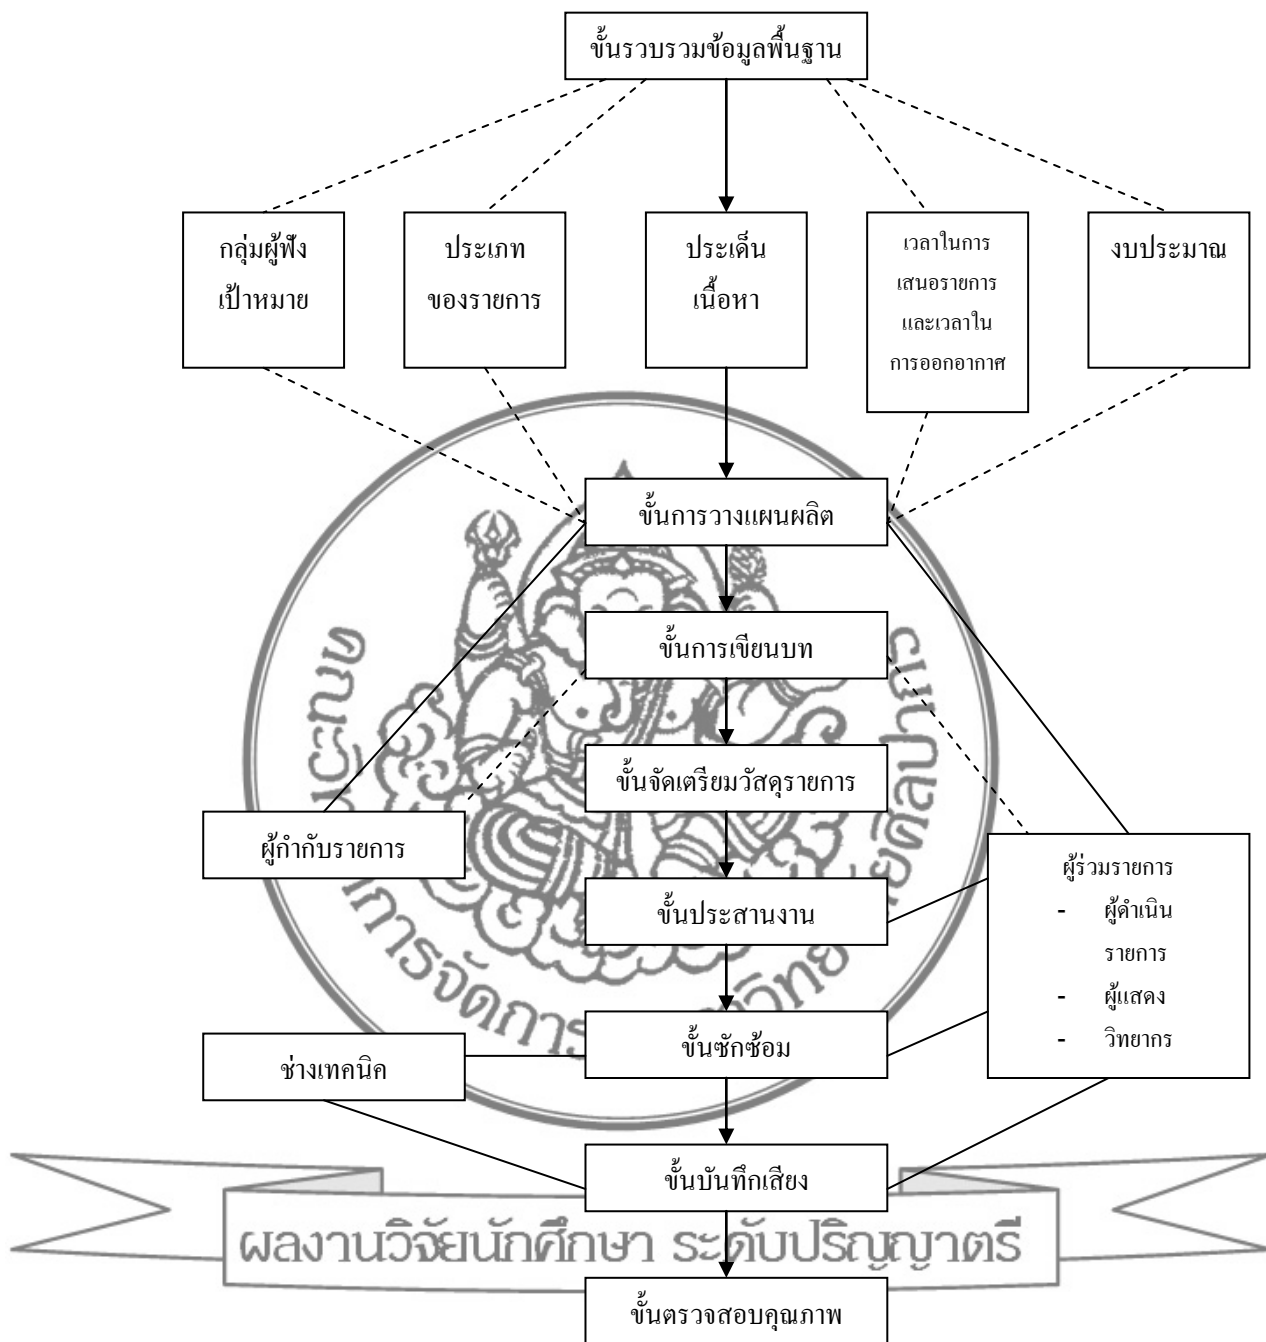 ขั้นรวบรวมข้อมูลพื้นฐาน
กลุ่มผู้ฟัง
เป้าหมาย
ประเภท
ของรายการ
ประเด็น
เนื้อหา
เวลาในการ
เสนอรายการ
และเวลาใน
การออกอากาศ
งบประมาณ
ขั้นการวางแผนผลิต
ขั้นการเขียนบท
ขั้นจัดเตรียมวัสดุรายการ
ผู้กำกับรายการ
ขั้นประสานงาน
ผู้ร่วมรายการ
- ผู้ดำเนิน
รายการ
- ผู้แสดง
- วิทยากร
ขั้นซักซ้อม
ช่างเทคนิค
ขั้นบันทึกเสียง
ผลงานวิจัยนักศึกษา ระดับปริญญาตรี
ขั้นตรวจสอบคุณภาพ